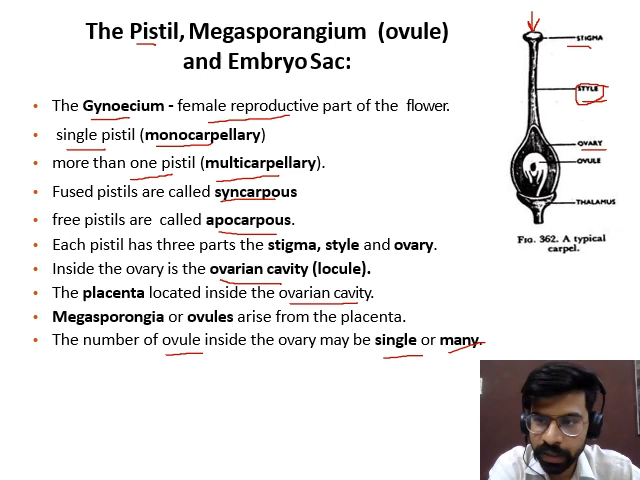 The Pistil, Megasporangium (ovule)
and Embryo Sac:
• The Gynoecium - female reproductive part of the flower.
• single pistil (monocarpellary)
• more than one pistil (multicarpellary).
• Fused pistils are called syncarpous
• free pistils are called apocarpous.
• Each pistil has three parts the stigma, style and ovary.
• Inside the ovary is the ovarian cavity (locule).
• The placenta located inside the ovarian cavity.
• Megasporongia or ovules arise from the placenta.
• The number of ovule inside the ovary may be single or many.
STIGMA
STYLE
OVARY
OVULE
THALAMUS
FIG. 362. A typical
carpel.